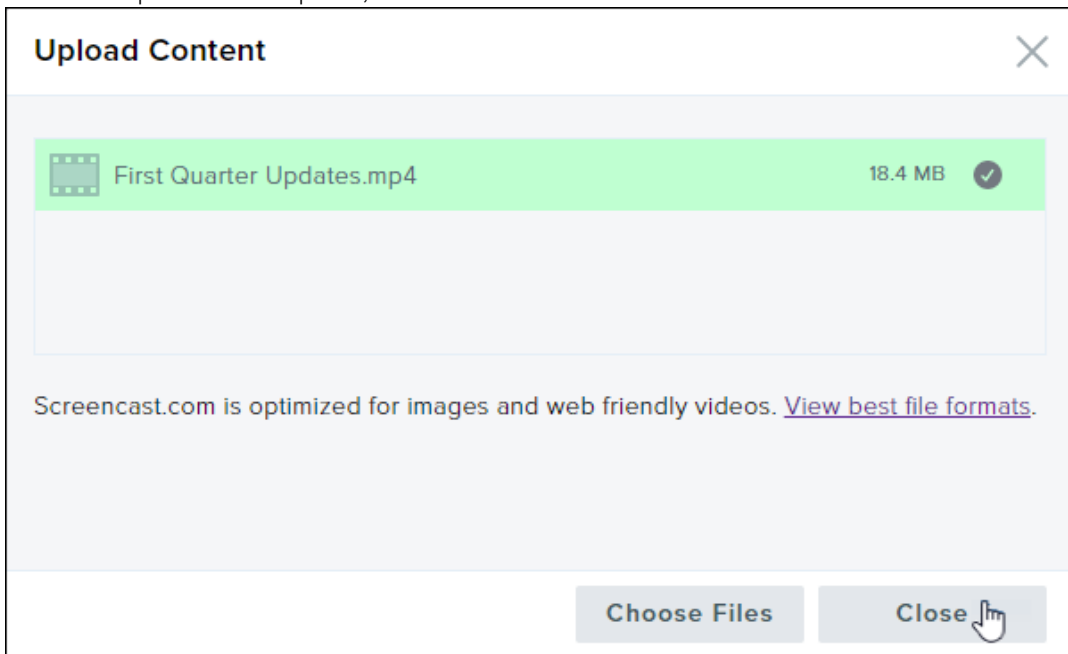 Upload Content
First Quarter Updates.mp4 18.4 MB
Screencast.com is optimized for images and web friendly videos. View best file formats.
Choose Files Close